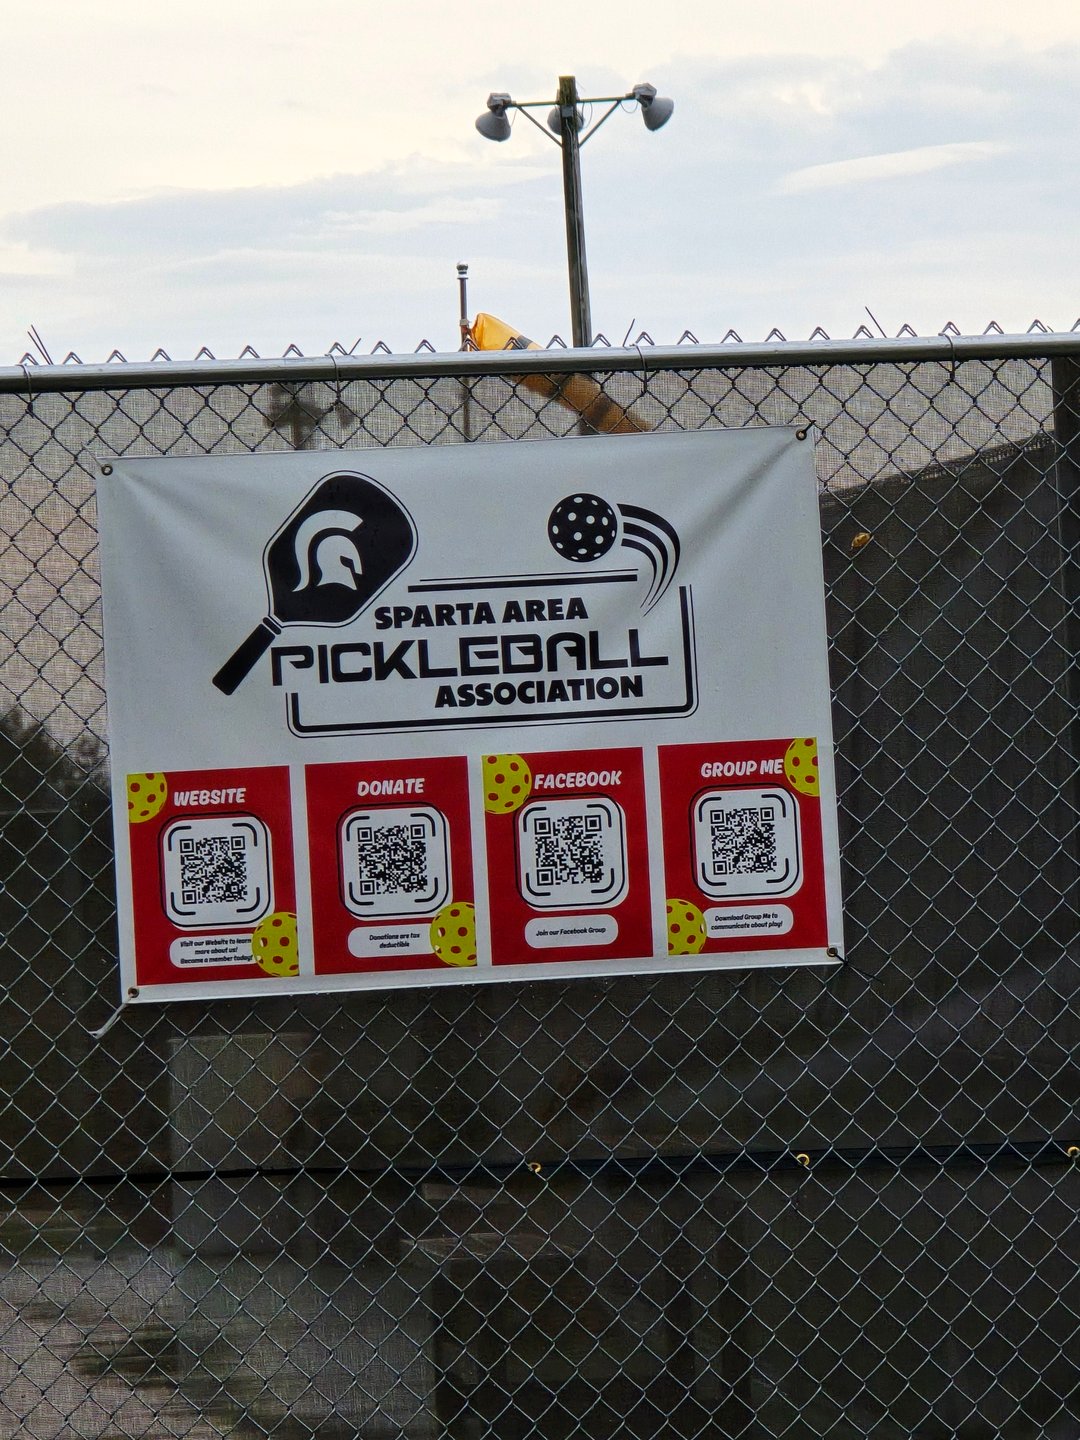 SPARTA AREA
PICKLEBALL
ASSOCIATION
WEBSITE
Visit our Website to learn
more about us!
Become a member today!
DONATE
Donations are tax
deductible
FACEBOOK
Join our Facebook Group
GROUP ME
Download Group Me to
communicate about play!